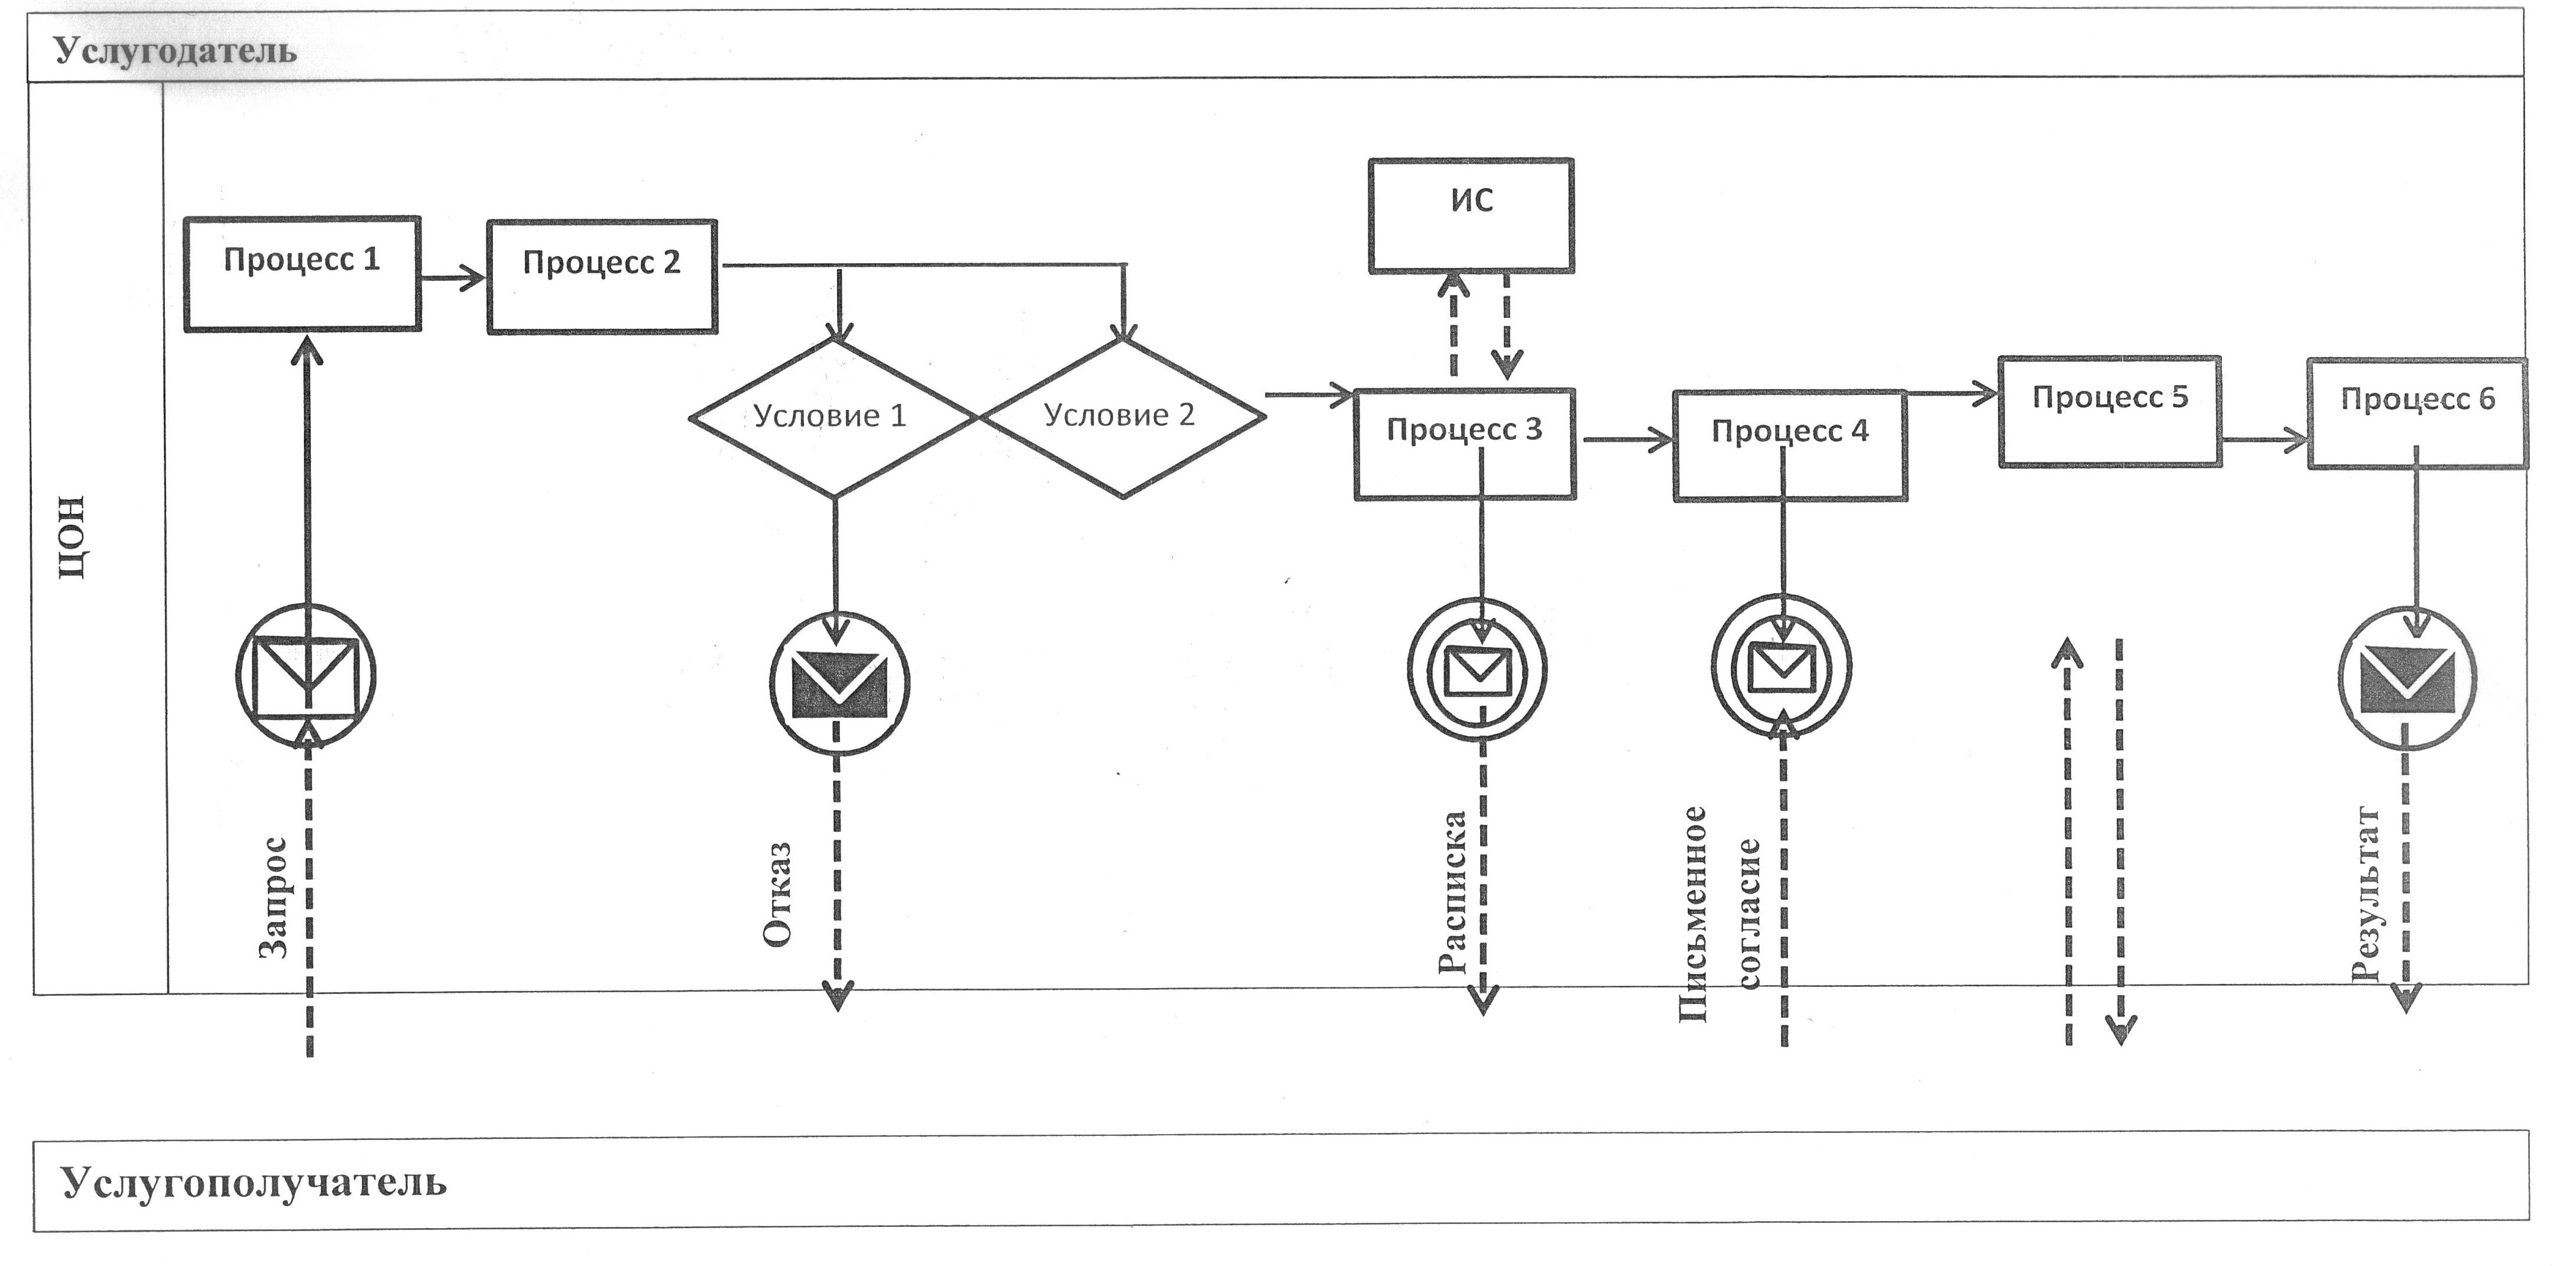 Услугодатель
ЦОН
ИС
Процесс 1
Процесс 2
Условие 1
Условие 2
Процесс 3
Процесс 4
Процесс 5
Процесс 6
Запрос
Отказ
Расписка
Письменное
согласие
Результат
Услугополучатель